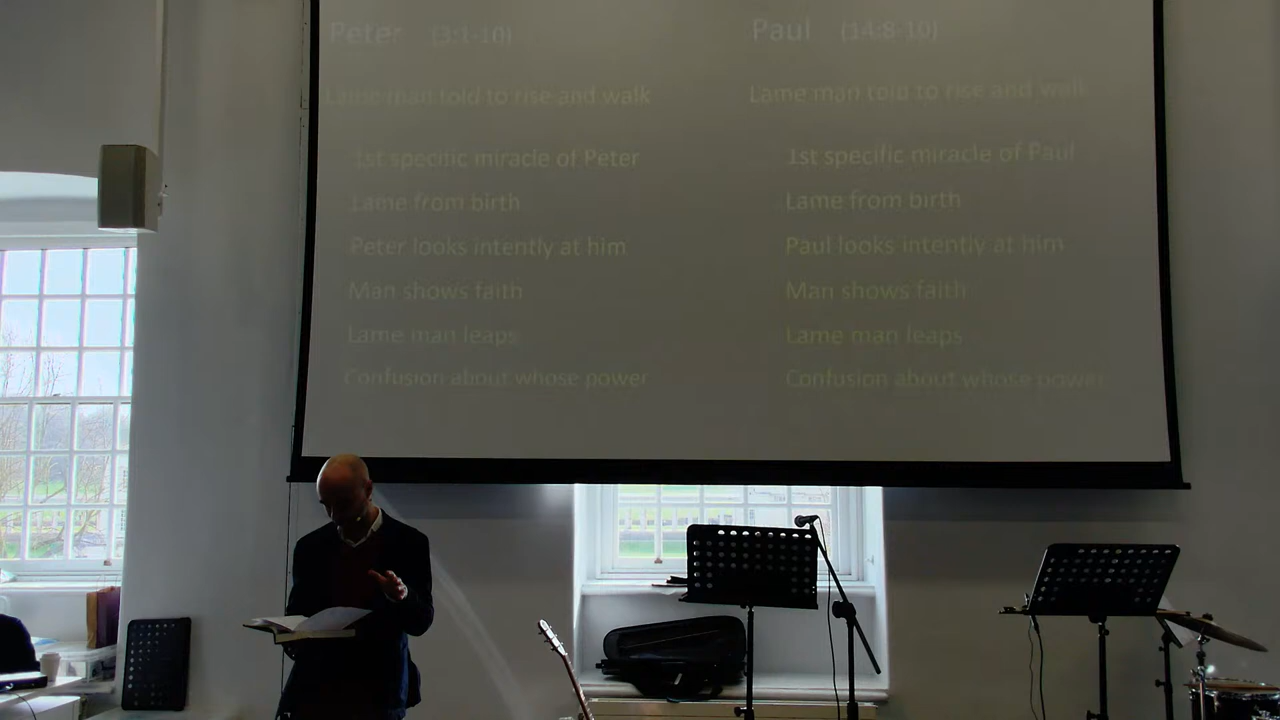 Peter (3:1-10) Paul (14:8-10)
Lame man told to rise and walk Lame man told to rise and walk
1st specific miracle of Peter 1st specific miracle of Paul
Lame from birth Lame from birth
Peter looks intently at him Paul looks intently at him
Man shows faith Man shows faith
Lame man leaps Lame man leaps
Confusion about whose power Confusion about whose power